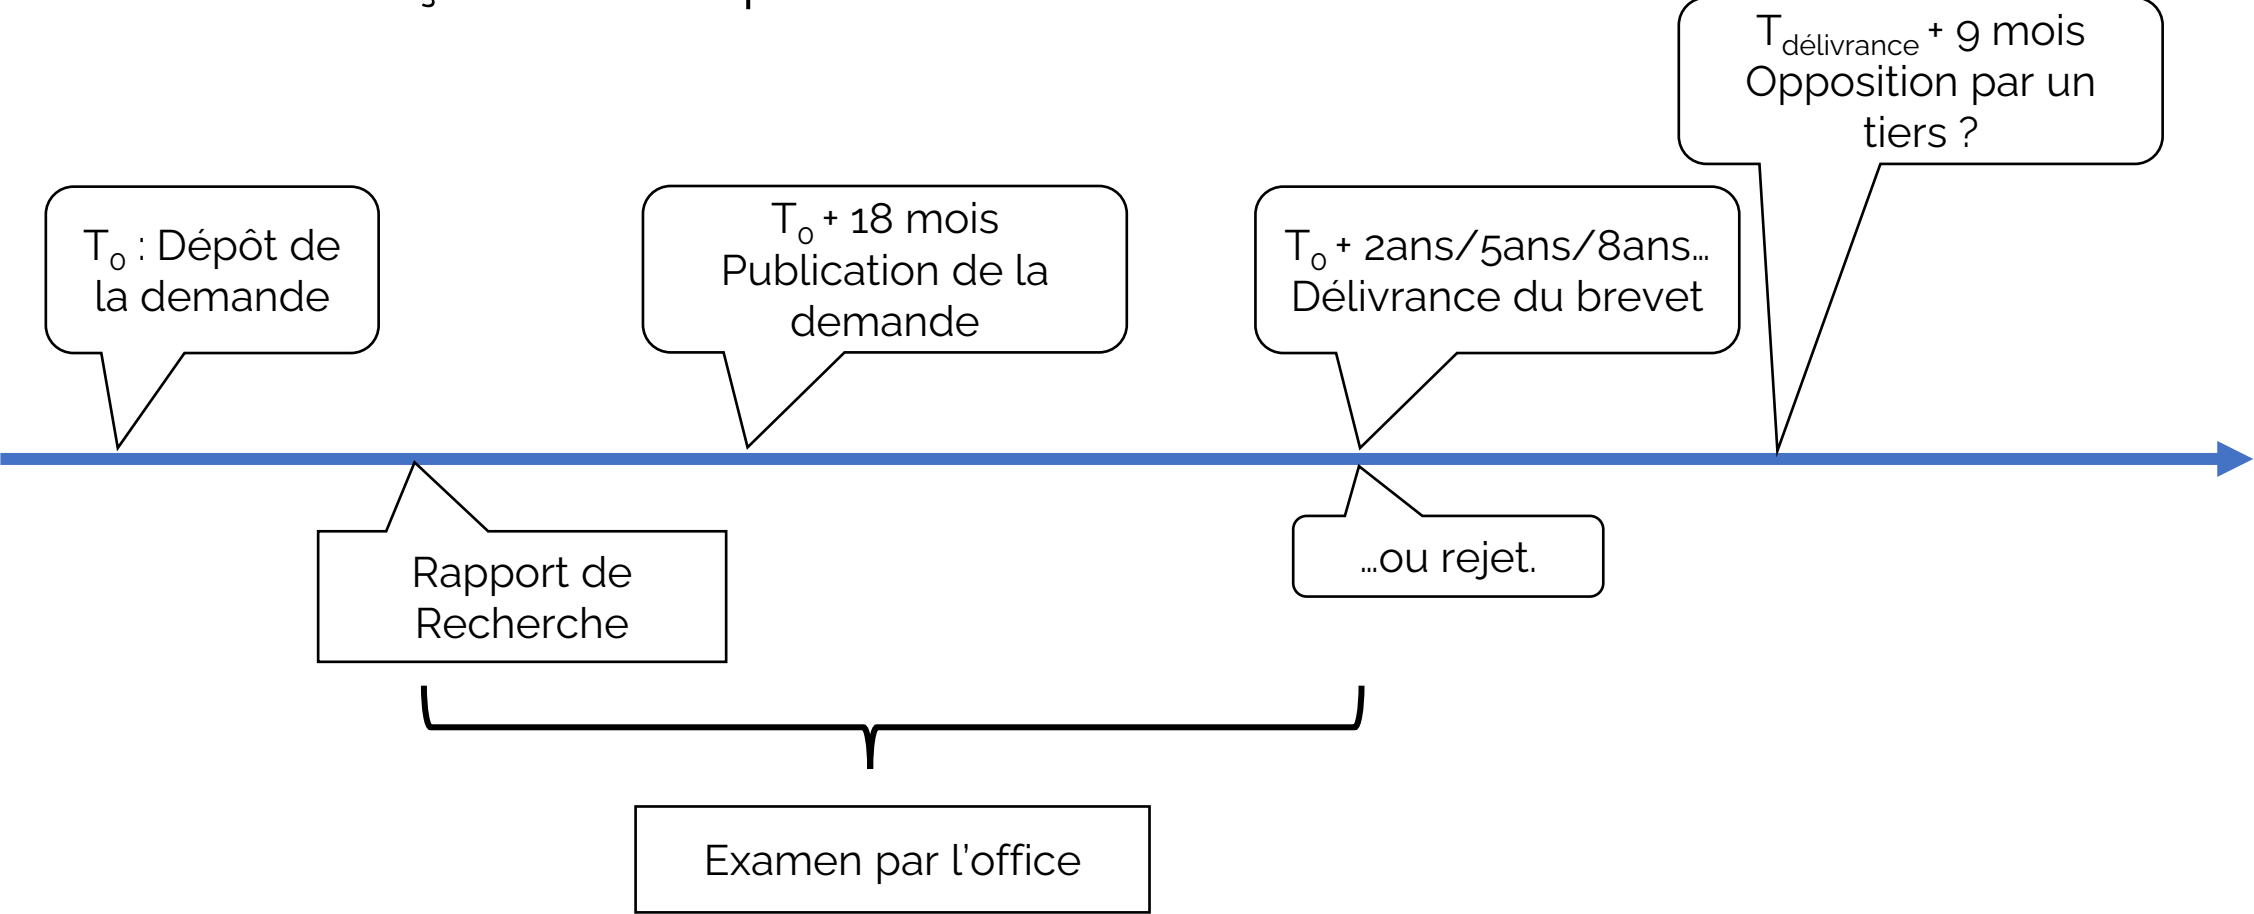 T₀ : Dépôt de
la demande
T₀ + 18 mois
Publication de la
demande
T₀ + 2ans/5ans/8ans…
Délivrance du brevet
T_délivrance + 9 mois
Opposition par un
tiers ?
Rapport de
Recherche
…ou rejet.
Examen par l’office